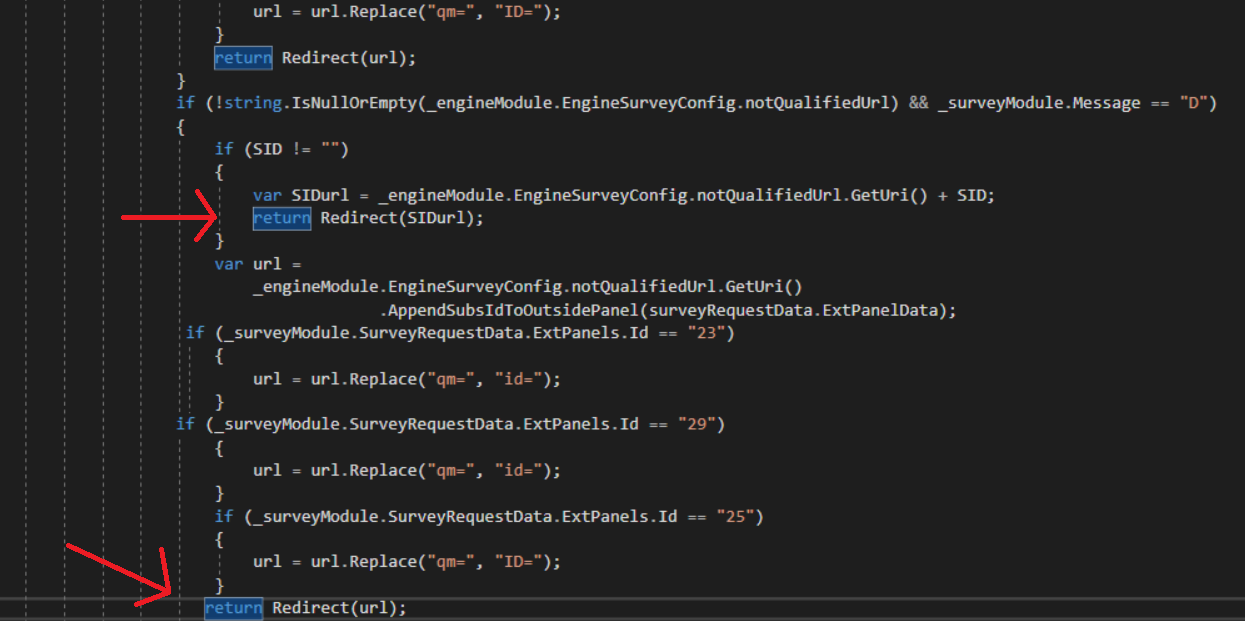 url = url.Replace("qm=", "ID=");
}
return Redirect(url);
}
if (!string.IsNullOrEmpty(_engineModule.EngineSurveyConfig.notQualifiedUrl) && _surveyModule.Message == "D")
{
if (SID != "")
{
var SIDurl = _engineModule.EngineSurveyConfig.notQualifiedUrl.GetUri() + SID;
return Redirect(SIDurl);
}
var url =
_engineModule.EngineSurveyConfig.notQualifiedUrl.GetUri()
.AppendSubsIdToOutsidePanel(surveyRequestData.ExtPanelData);
if (_surveyModule.SurveyRequestData.ExtPanels.Id == "23")
{
url = url.Replace("qm=", "id=");
}
if (_surveyModule.SurveyRequestData.ExtPanels.Id == "29")
{
url = url.Replace("qm=", "id=");
}
if (_surveyModule.SurveyRequestData.ExtPanels.Id == "25")
{
url = url.Replace("qm=", "ID=");
}
return Redirect(url);